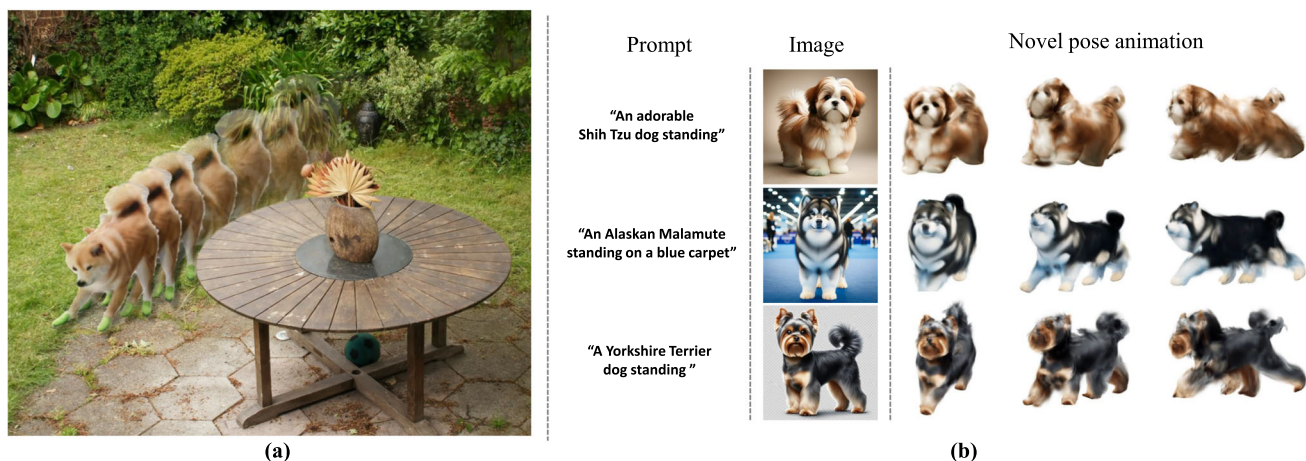 Prompt
Image
Novel pose animation
“An adorable
Shih Tzu dog standing”
“An Alaskan Malamute
standing on a blue carpet”
“A Yorkshire Terrier
dog standing ”
(a)
(b)